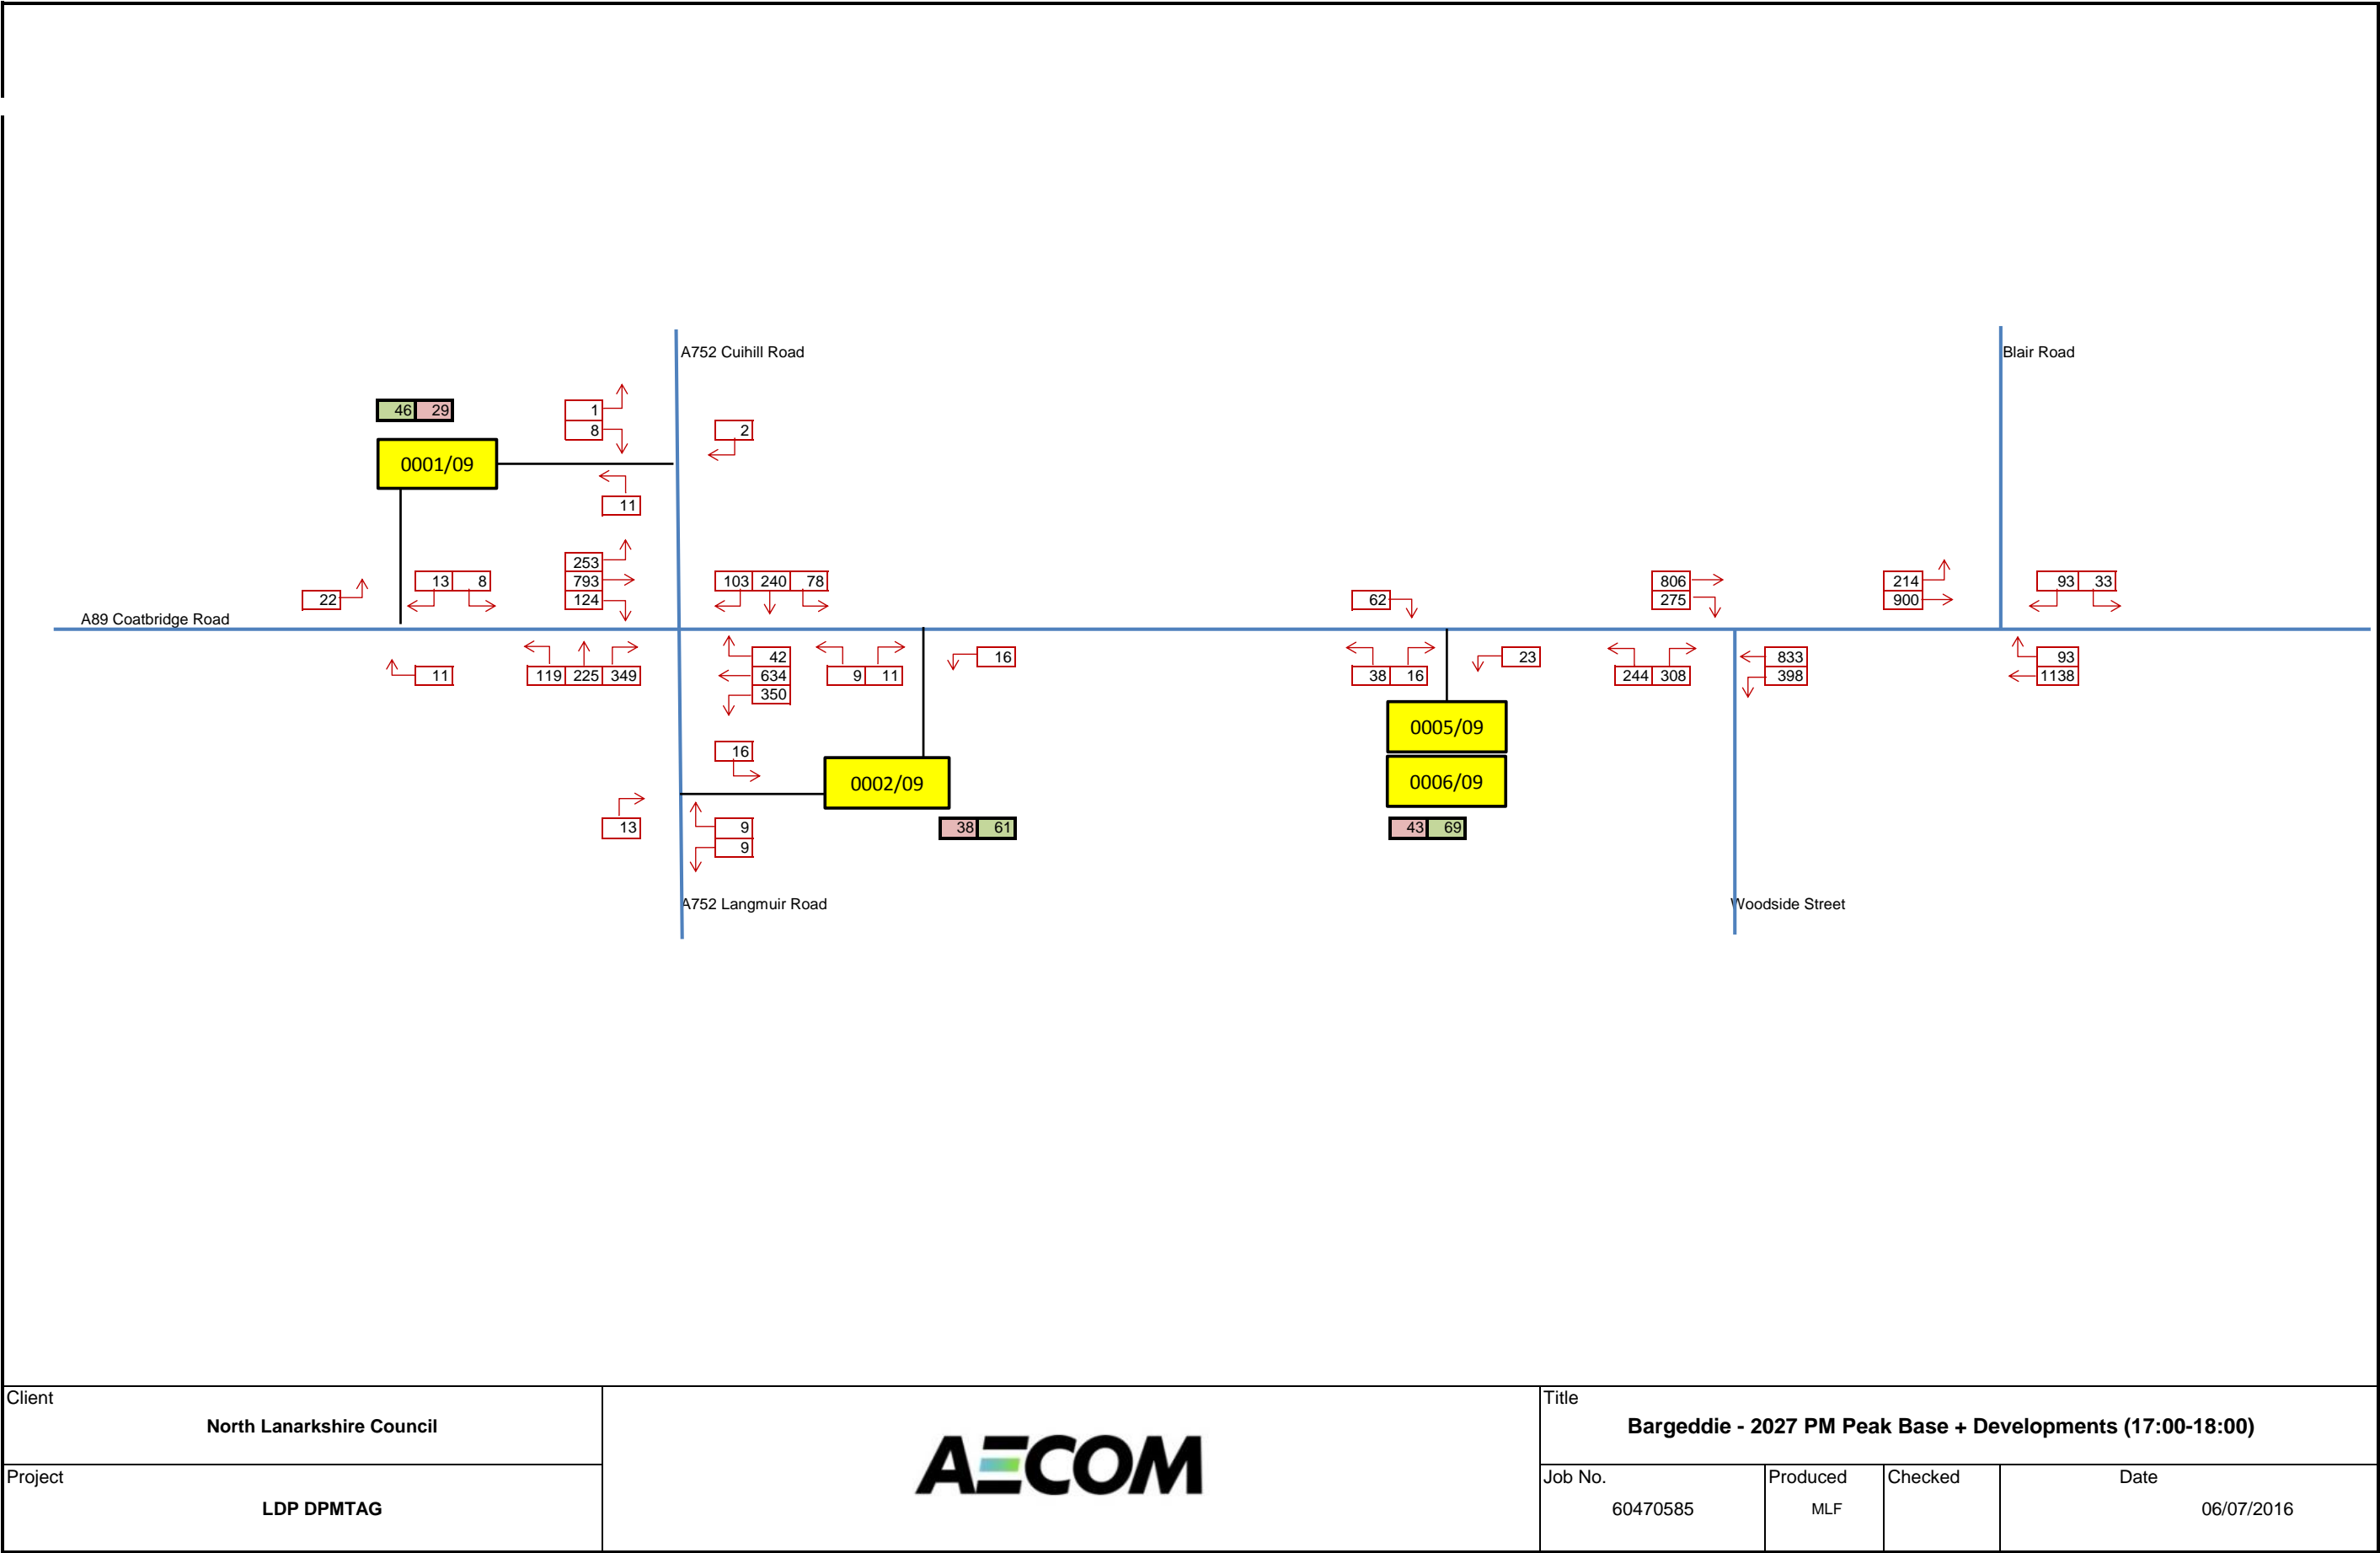 A752 Cuihill Road
Blair Road
46 29
1
8
2
0001/09
11
253
793
124
13 8
103 240 78
22
62
806
275
214
900
93 33
A89 Coatbridge Road
11
119 225 349
42
634
350
9 11
16
38 16
23
244 308
833
398
93
1138
16
0002/09
0005/09
0006/09
13
9
9
38 61
43 69
A752 Langmuir Road
Woodside Street
Client
North Lanarkshire Council
Project
LDP DPMTAG
AECOM
Title
Bargeddie - 2027 PM Peak Base + Developments (17:00-18:00)
Job No.
60470585
Produced
MLF
Checked
Date
06/07/2016